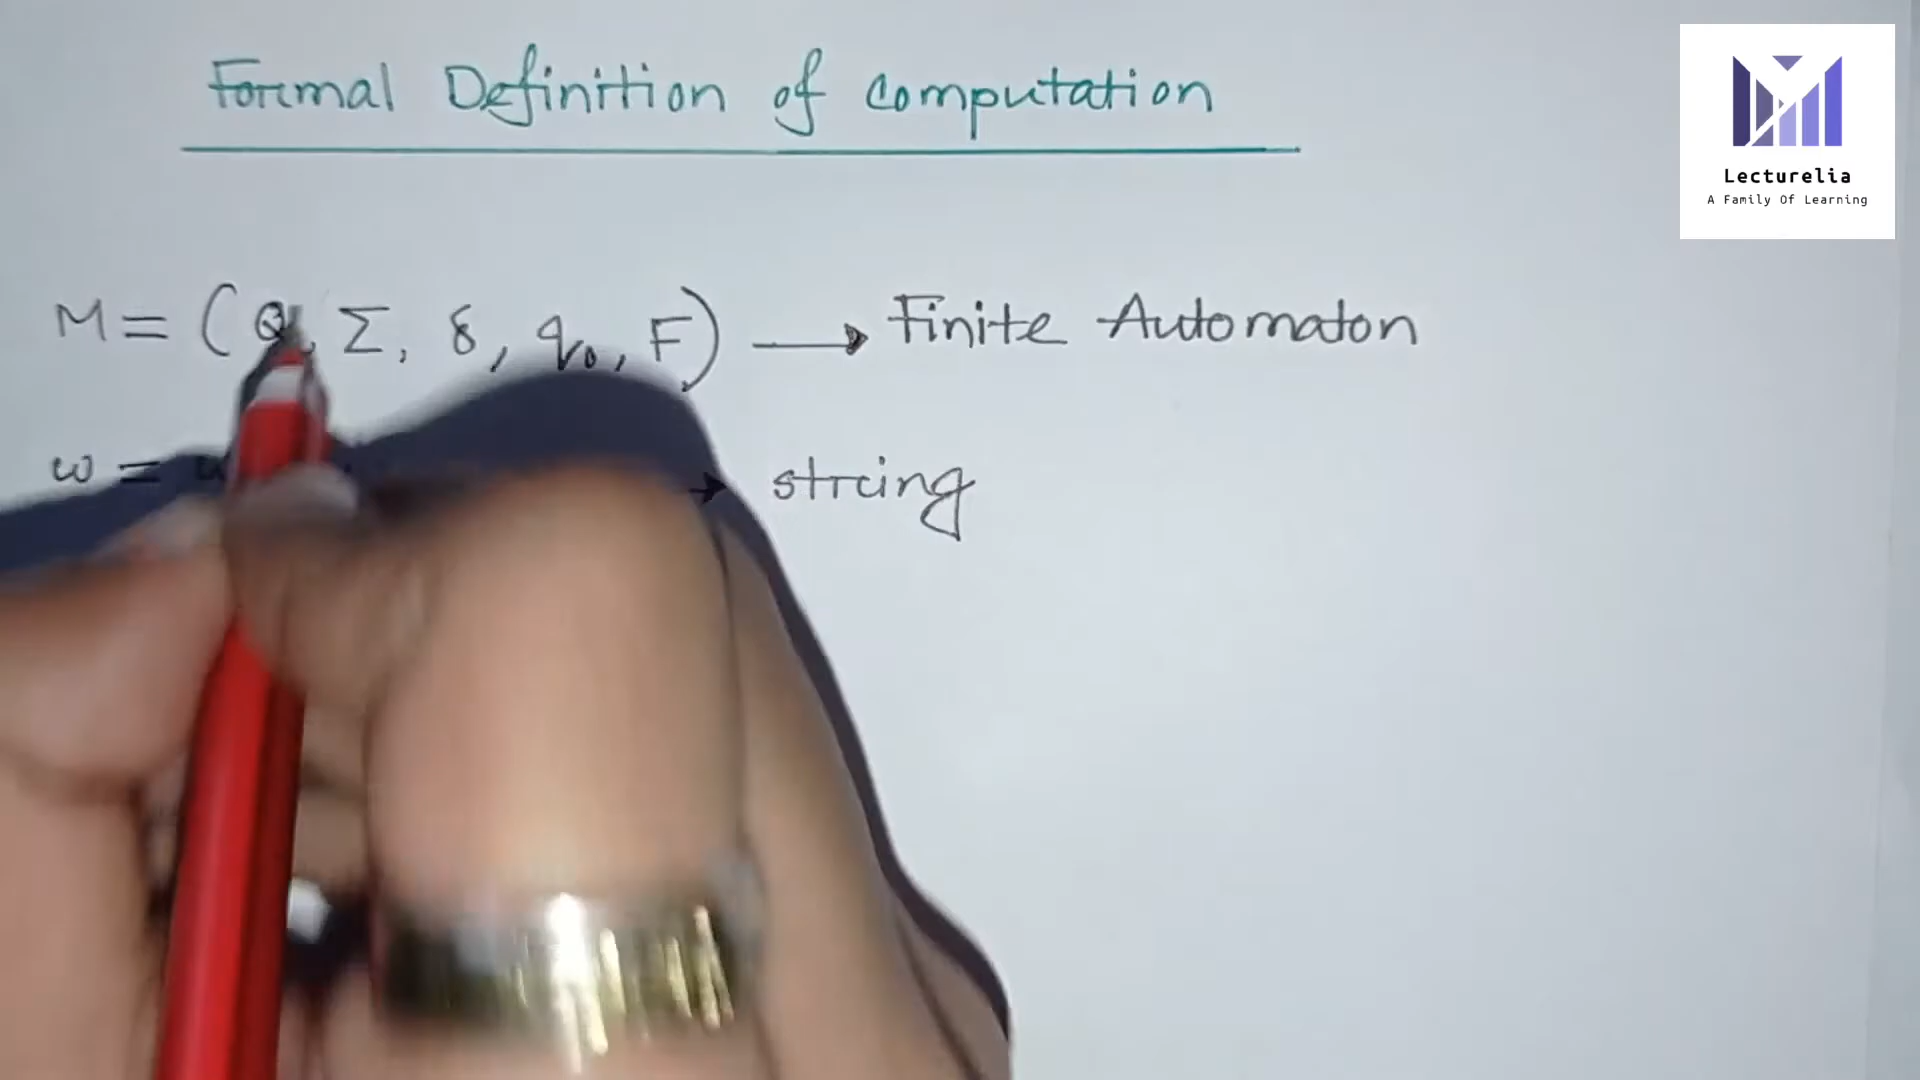 Formal Definition of computation
Lecturelia
A Family Of Learning
M = (Q, Σ, δ, q₀, F) → Finite Automaton
w = → string